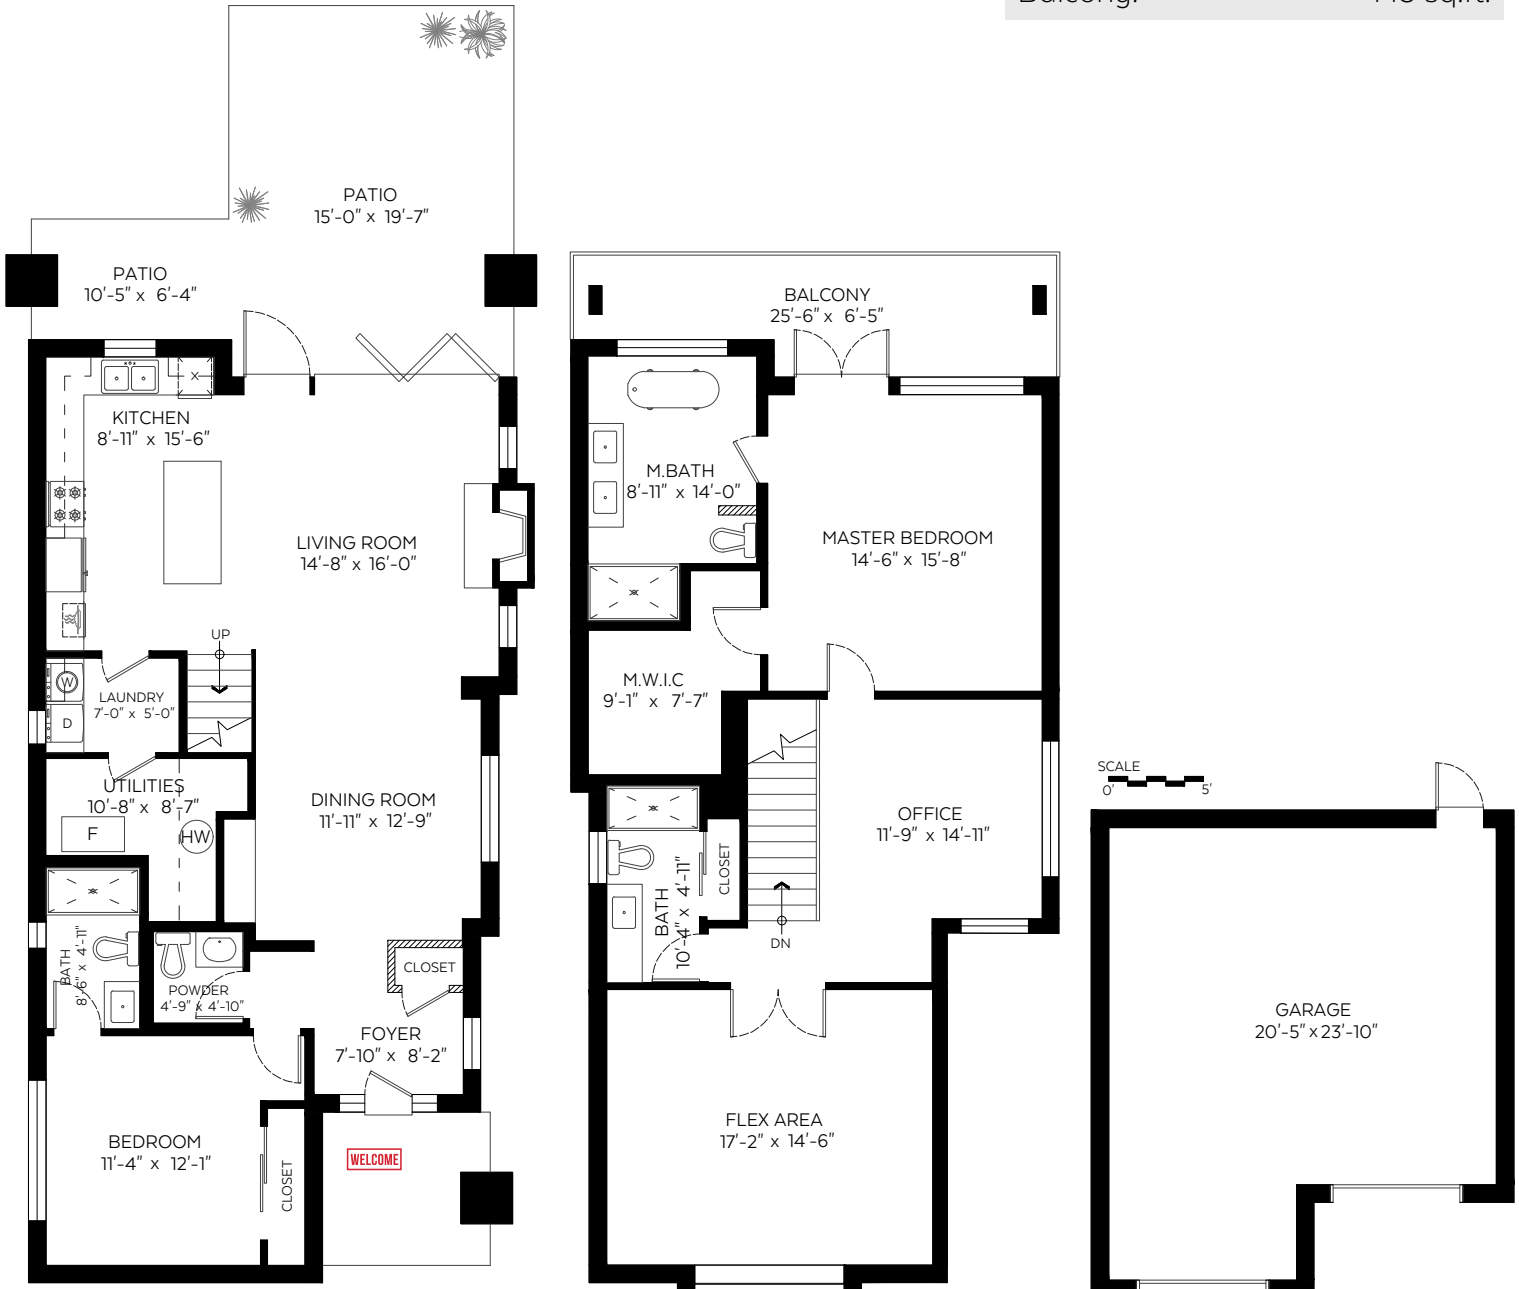 PATIO
15'-0" x 19'-7"
PATIO
10'-5" x 6'-4"
KITCHEN
8'-11" x 15'-6"
X
LIVING ROOM
14'-8" x 16'-0"
UP
W
LAUNDRY
7'-0" x 5'-0"
D
UTILITIES
10'-8" x 8'-7"
F
HW
DINING ROOM
11'-11" x 12'-9"
BATH
8'-6" x 4'-11"
POWDER
4'-9" x 4'-10"
CLOSET
FOYER
7'-10" x 8'-2"
BEDROOM
11'-4" x 12'-1"
CLOSET
WELCOME
BALCONY
25'-6" x 6'-5"
M.BATH
8'-11" x 14'-0"
MASTER BEDROOM
14'-6" x 15'-8"
M.W.I.C
9'-1" x 7'-7"
OFFICE
11'-9" x 14'-11"
CLOSET
BATH
10'-4" x 4'-11"
DN
FLEX AREA
17'-2" x 14'-6"
SCALE
0' 5'
GARAGE
20'-5" x 23'-10"
Balcony: sq.ft.